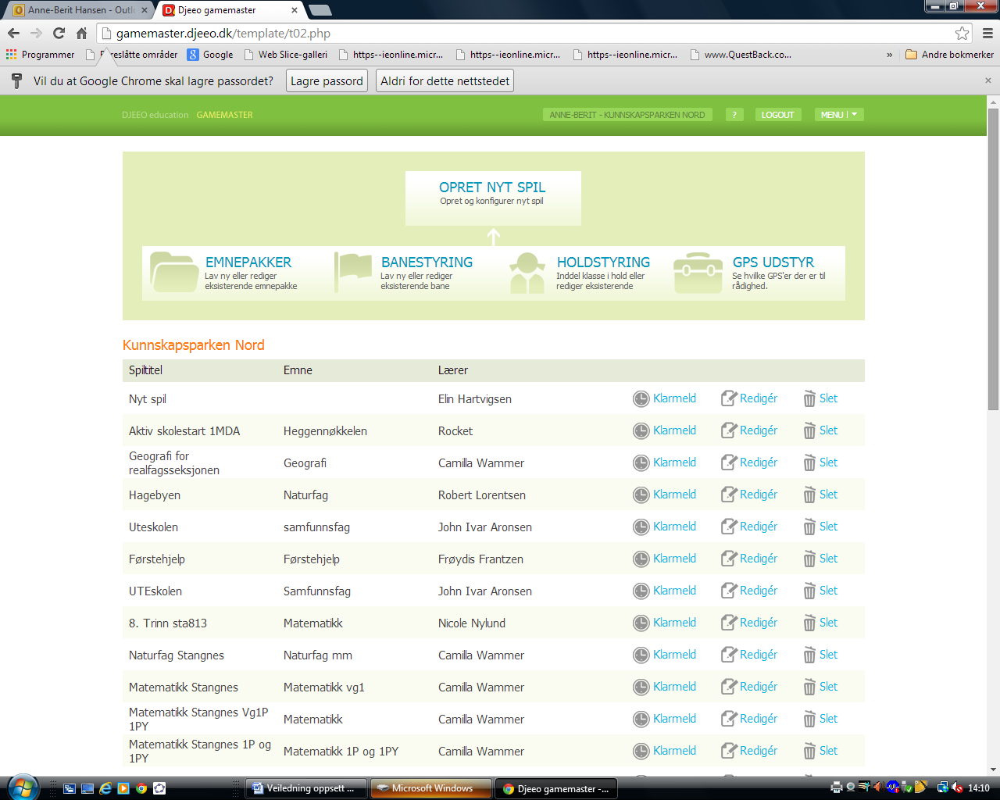 Anne-Berit Hansen - Outl
Djeeo gamemaster
gamemaster.djeeo.dk/template/t02.php
Programmer
Foreslåtte områder
Google
Web Slice-galleri
https--ieonline.micr...
https--ieonline.micr...
https--ieonline.micr...
www.QuestBack.co...
»
Andre bokmerker
Vil du at Google Chrome skal lagre passordet?
Lagre passord
Aldri for dette nettstedet
DJEEO education GAMEMASTER
ANNE-BERIT - KUNNSKAPSPARKEN NORD
?
LOGOUT
MENU
OPRET NYT SPIL
Opret og konfigurer nyt spil
EMNEPAKKER
Lav ny eller rediger
eksisterende emnepakke
BANESTYRING
Lav ny eller rediger
eksisterende bane
HOLDSTYRING
Inddel klasse i hold eller
rediger eksisterende
GPS UDSTYR
Se hvilke GPS'er der er til
rådighed.
Kunnskapsparken Nord
Spiltitel Emne Lærer
Nyt spil Elin Hartvigsen Klarmeld Redigér Slet
Aktiv skolestart 1MDA Heggennøkkelen Rocket Klarmeld Redigér Slet
Geografi for
realfagsseksjonen Geografi Camilla Wammer Klarmeld Redigér Slet
Hagebyen Naturfag Robert Lorentsen Klarmeld Redigér Slet
Uteskolen samfunnsfag John Ivar Aronsen Klarmeld Redigér Slet
Førstehjelp Førstehjelp Frøydis Frantzen Klarmeld Redigér Slet
UTEskolen Samfunnsfag John Ivar Aronsen Klarmeld Redigér Slet
8. Trinn sta813 Matematikk Nicole Nylund Klarmeld Redigér Slet
Naturfag Stangnes Naturfag mm Camilla Wammer Klarmeld Redigér Slet
Matematikk Stangnes Matematikk vg1 Camilla Wammer Klarmeld Redigér Slet
Matematikk Stangnes Vg1P
1PY Matematikk Camilla Wammer Klarmeld Redigér Slet
Matematikk Stangnes 1P og
1PY Matematikk 1P og 1PY Camilla Wammer Klarmeld Redigér Slet
Veiledning oppsett ...
Microsoft Windows
Djeeo gamemaster -...
14:10